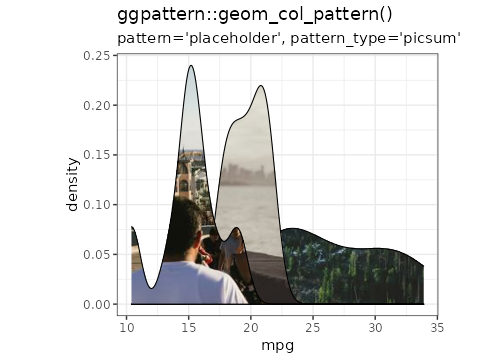 ggpattern::geom_col_pattern()
pattern='placeholder', pattern_type='picsum'
0.25
0.20
0.15
0.10
0.05
0.00
density
10 15 20 25 30 35
mpg